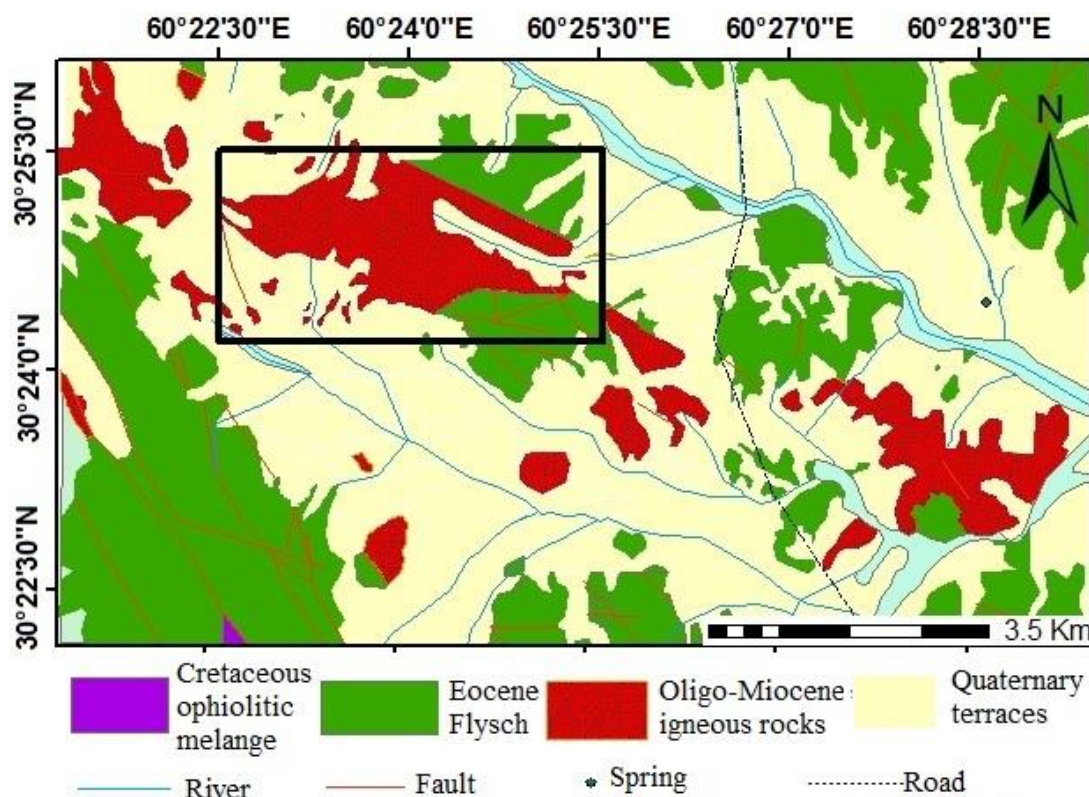 60°22'30"E 60°24'0"E 60°25'30"E 60°27'0"E 60°28'30"E
30°25'30"N
30°24'0"N
30°22'30"N
N
3.5 Km
Cretaceous
ophiolitic
melange
Eocene
Flysch
Oligo-Miocene
igneous rocks
Quaternary
terraces
River
Fault
Spring
Road